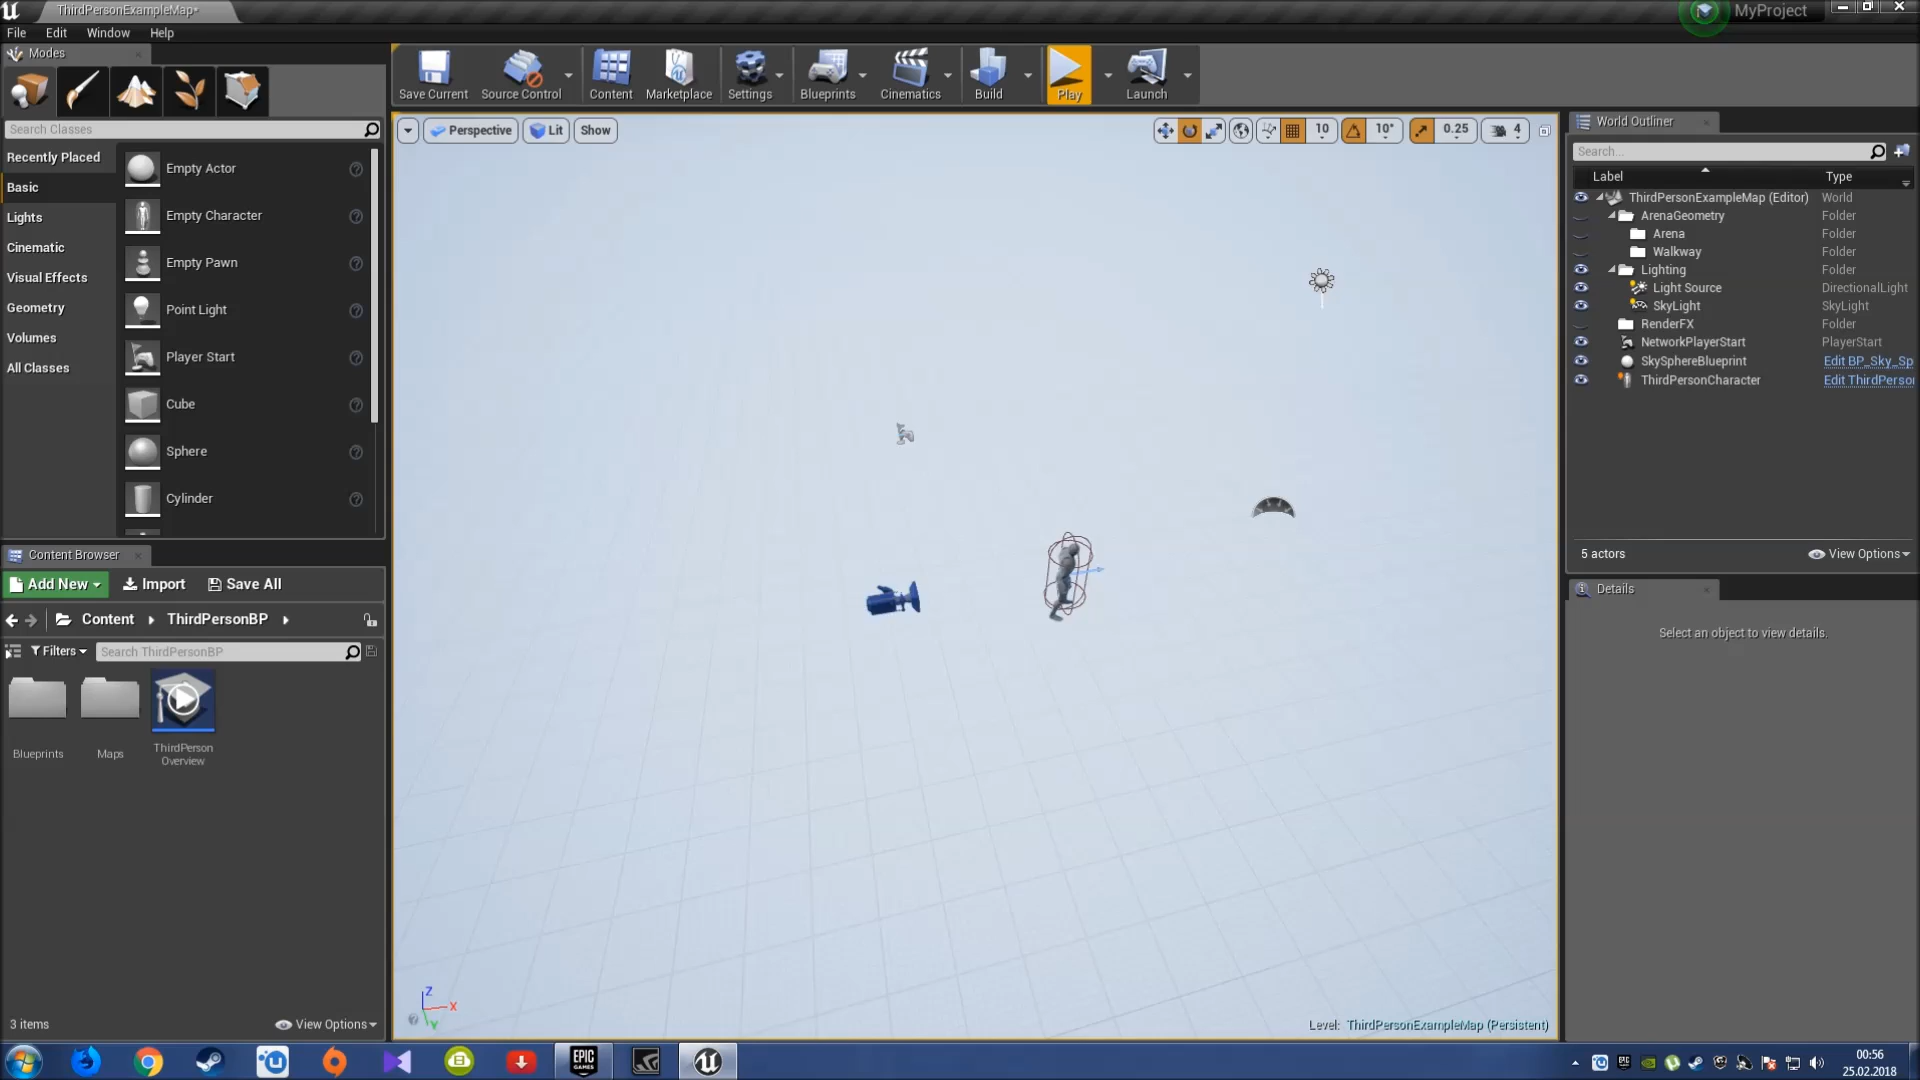 ThirdPersonExampleMap*
MyProject
File Edit Window Help
Modes
Save Current
Source Control
Content
Marketplace
Settings
Blueprints
Cinematics
Build
Play
Launch
Search Classes
Recently Placed
Basic
Lights
Cinematic
Visual Effects
Geometry
Volumes
All Classes
Empty Actor
Empty Character
Empty Pawn
Point Light
Player Start
Cube
Sphere
Cylinder
Perspective
Lit
Show
10
10°
0.25
4
World Outliner
Search...
Label Type
ThirdPersonExampleMap (Editor) World
ArenaGeometry Folder
Arena Folder
Walkway Folder
Lighting Folder
Light Source DirectionalLight
SkyLight SkyLight
RenderFX Folder
NetworkPlayerStart PlayerStart
SkySphereBlueprint Edit BP_Sky_Sp
ThirdPersonCharacter Edit ThirdPerso
5 actors
View Options
Details
Select an object to view details.
Content Browser
Add New
Import
Save All
Content
ThirdPersonBP
Filters
Search ThirdPersonBP
Blueprints
Maps
ThirdPerson
Overview
3 items
View Options
Z
X
Y
Level: ThirdPersonExampleMap (Persistent)
EPIC
GAMES
00:56
25.02.2018